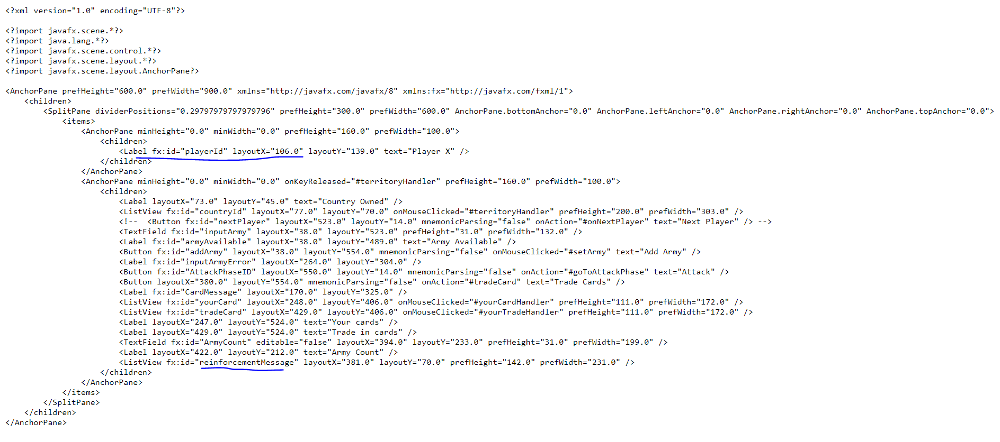 <?xml version="1.0" encoding="UTF-8"?>
<?import javafx.scene.*?>
<?import java.lang.*?>
<?import javafx.scene.control.*?>
<?import javafx.scene.layout.*?>
<?import javafx.scene.layout.AnchorPane?>
<AnchorPane prefHeight="600.0" prefWidth="900.0" xmlns="http://javafx.com/javafx/8" xmlns:fx="http://javafx.com/fxml/1">
<children>
<SplitPane dividerPositions="0.29797979797979796" prefHeight="300.0" prefWidth="600.0" AnchorPane.bottomAnchor="0.0" AnchorPane.leftAnchor="0.0" AnchorPane.rightAnchor="0.0" AnchorPane.topAnchor="0.0">
<items>
<AnchorPane minHeight="0.0" minWidth="0.0" prefHeight="160.0" prefWidth="100.0">
<children>
<Label fx:id="playerId" layoutX="106.0" layoutY="139.0" text="Player X" />
</children>
</AnchorPane>
<AnchorPane minHeight="0.0" minWidth="0.0" onKeyReleased="#territoryHandler" prefHeight="160.0" prefWidth="100.0">
<children>
<Label layoutX="73.0" layoutY="45.0" text="Country Owned" />
<ListView fx:id="countryId" layoutX="77.0" layoutY="70.0" onMouseClicked="#territoryHandler" prefHeight="200.0" prefWidth="303.0" />
<!--  <Button fx:id="nextPlayer" layoutX="523.0" layoutY="14.0" mnemonicParsing="false" onAction="#onNextPlayer" text="Next Player" /> -->
<TextField fx:id="inputArmy" layoutX="38.0" layoutY="523.0" prefHeight="31.0" prefWidth="132.0" />
<Label fx:id="armyAvailable" layoutX="38.0" layoutY="489.0" text="Army Available" />
<Button fx:id="addArmy" layoutX="38.0" layoutY="554.0" mnemonicParsing="false" onMouseClicked="#setArmy" text="Add Army" />
<Label fx:id="inputArmyError" layoutX="264.0" layoutY="304.0" />
<Button fx:id="AttackPhaseID" layoutX="550.0" layoutY="14.0" mnemonicParsing="false" onAction="#goToAttackPhase" text="Attack" />
<Button layoutX="380.0" layoutY="554.0" mnemonicParsing="false" onAction="#tradeCard" text="Trade Cards" />
<Label fx:id="CardMessage" layoutX="170.0" layoutY="325.0" />
<ListView fx:id="yourCard" layoutX="248.0" layoutY="406.0" onMouseClicked="#yourCardHandler" prefHeight="111.0" prefWidth="172.0" />
<ListView fx:id="tradeCard" layoutX="429.0" layoutY="406.0" onMouseClicked="#yourTradeHandler" prefHeight="111.0" prefWidth="172.0" />
<Label layoutX="247.0" layoutY="524.0" text="Your cards" />
<Label layoutX="429.0" layoutY="524.0" text="Trade in cards" />
<TextField fx:id="ArmyCount" editable="false" layoutX="394.0" layoutY="233.0" prefHeight="31.0" prefWidth="199.0" />
<Label layoutX="422.0" layoutY="212.0" text="Army Count" />
<ListView fx:id="reinforcementMessage" layoutX="381.0" layoutY="70.0" prefHeight="142.0" prefWidth="231.0" />
</children>
</AnchorPane>
</items>
</SplitPane>
</children>
</AnchorPane>